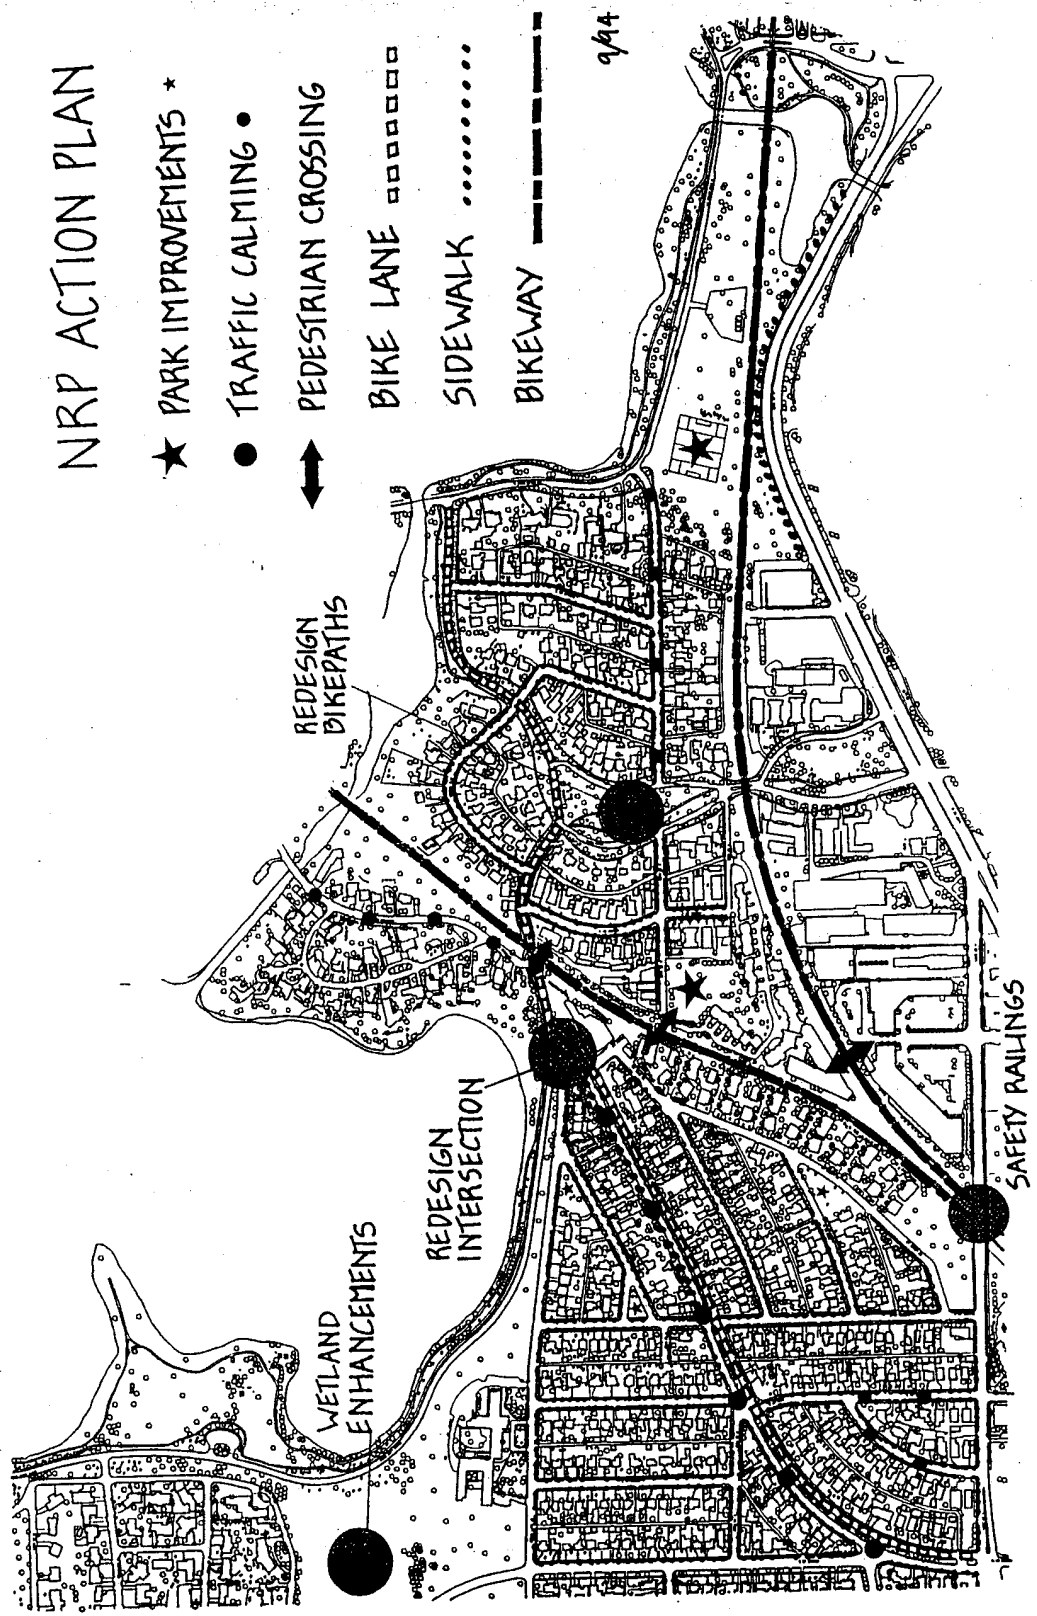 NRP ACTION PLAN
PARK IMPROVEMENTS
TRAFFIC CALMING
PEDESTRIAN CROSSING
BIKE LANE
SIDEWALK
BIKEWAY
9/94
REDESIGN
BIKEPATHS
REDESIGN
INTERSECTION
WETLAND
ENHANCEMENTS
SAFETY RAILINGS